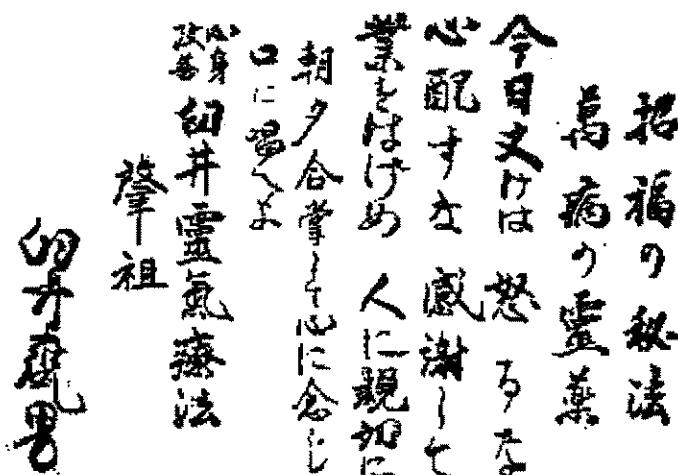 招福の秘法
萬病の靈薬
今日丈けは 怒るな
心配すな 感謝して
業をはげめ 人に親切に
朝夕合掌して心に念じ
口に唱へよ
心身
改善
臼井靈氣療法
肇祖
臼井甕男